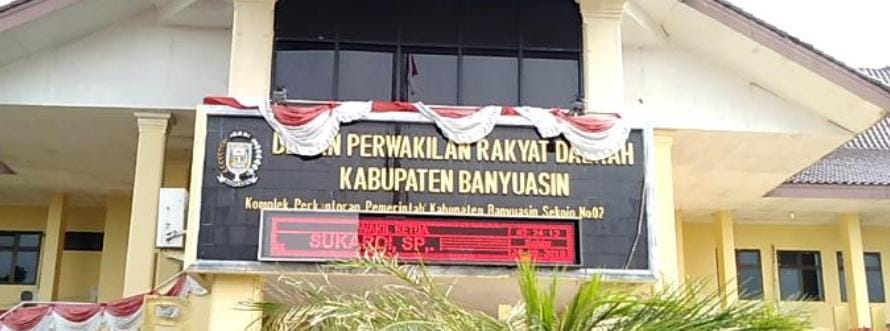 DEWAN PERWAKILAN RAKYAT DAERAH
KABUPATEN BANYUASIN
Komplek Perkantoran Pemerintah Kabupaten Banyuasin Sekojo No02
WAKIL KETUA
SUKARDI, SP,.